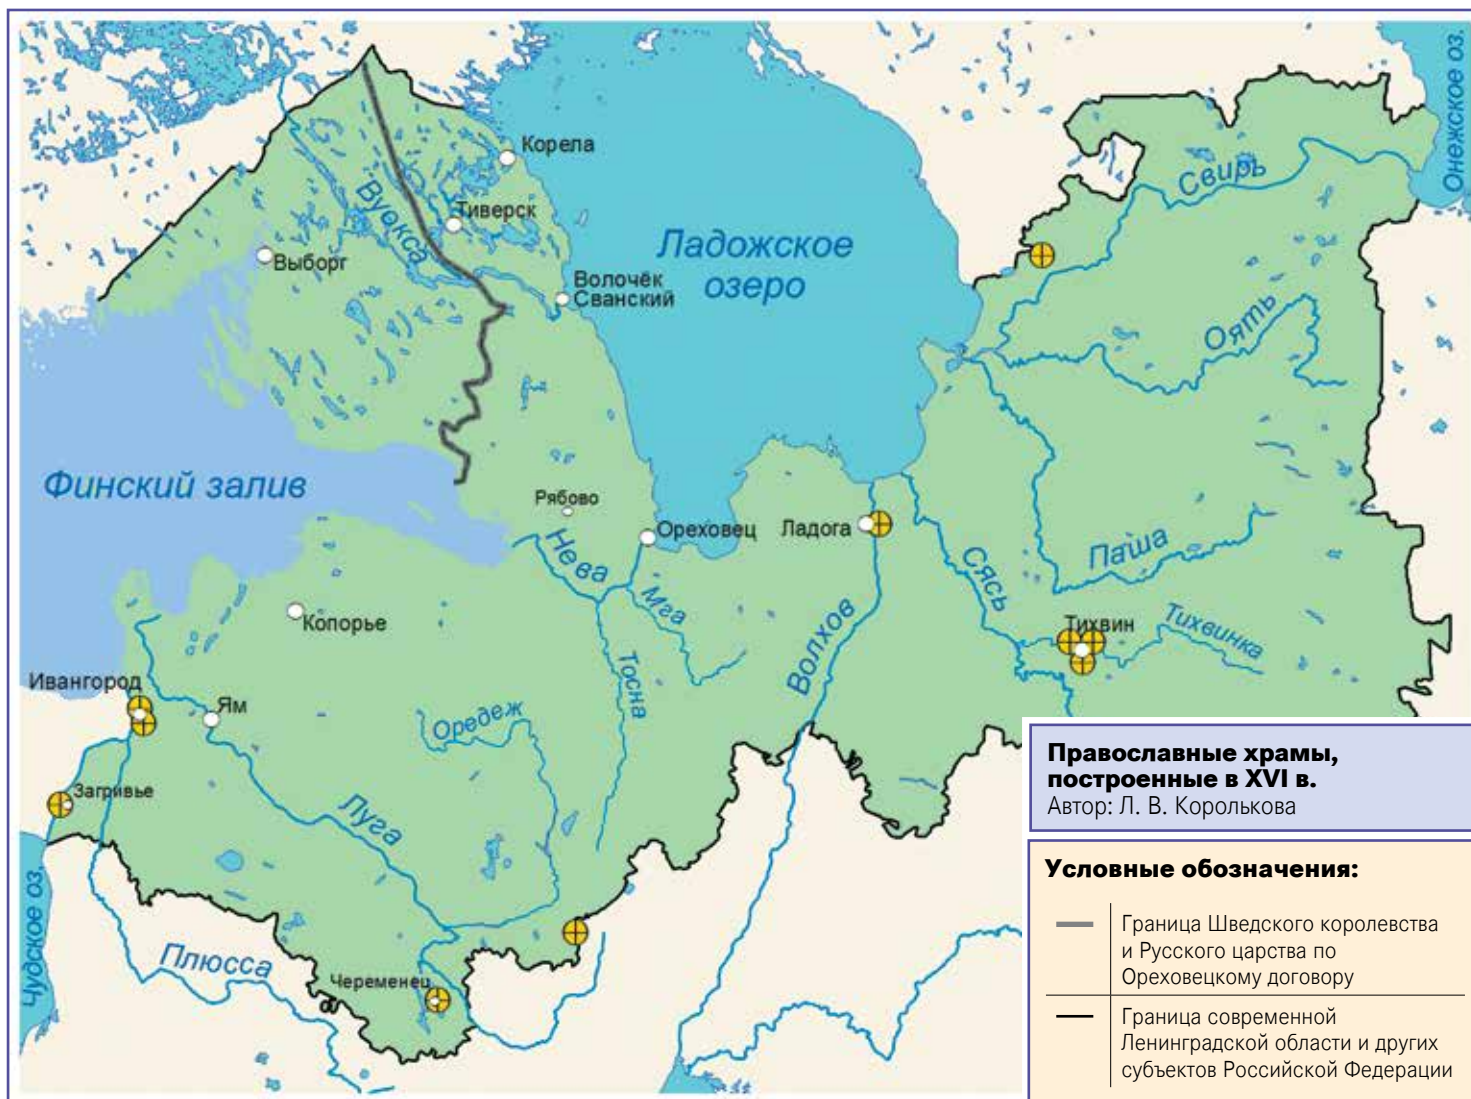 Онежское оз.
Корела
Свирь
Вуокса
Тиверск
Ладожское
озеро
Выборг
Волочёк
Сванский
Оять
Финский залив
Рябово
Ореховец
Ладога
Нева
Мга
Сясь
Паша
Копорье
Волхов
Тихвин
Тихвинка
Тосна
Ивангород
Ям
Оредеж
Загривье
Луга
Чудское оз.
Плюсса
Череменец
Православные храмы,
построенные в XVI в.
Автор: Л. В. Королькова
Условные обозначения:
Граница Шведского королевства
и Русского царства по
Ореховецкому договору
Граница современной
Ленинградской области и других
субъектов Российской Федерации